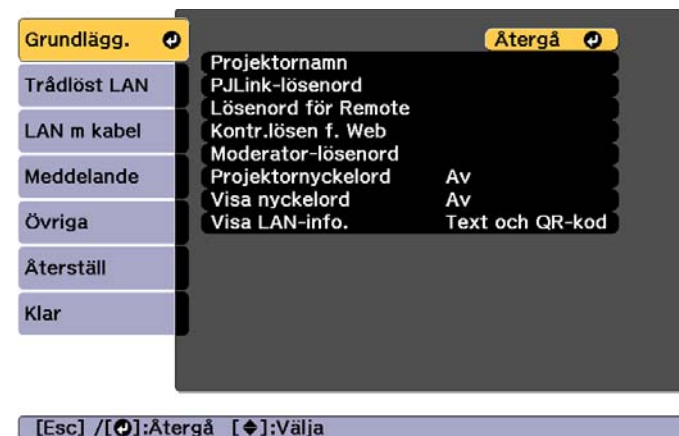 Grundlägg.
Trådlöst LAN
LAN m kabel
Meddelande
Övriga
Återställ
Klar
Återgå
Projektornamn
PJLink-lösenord
Lösenord för Remote
Kontr.lösen f. Web
Moderator-lösenord
Projektornyckelord Av
Visa nyckelord Av
Visa LAN-info. Text och QR-kod
[Esc] /[ ]:Återgå [ ]:Välja